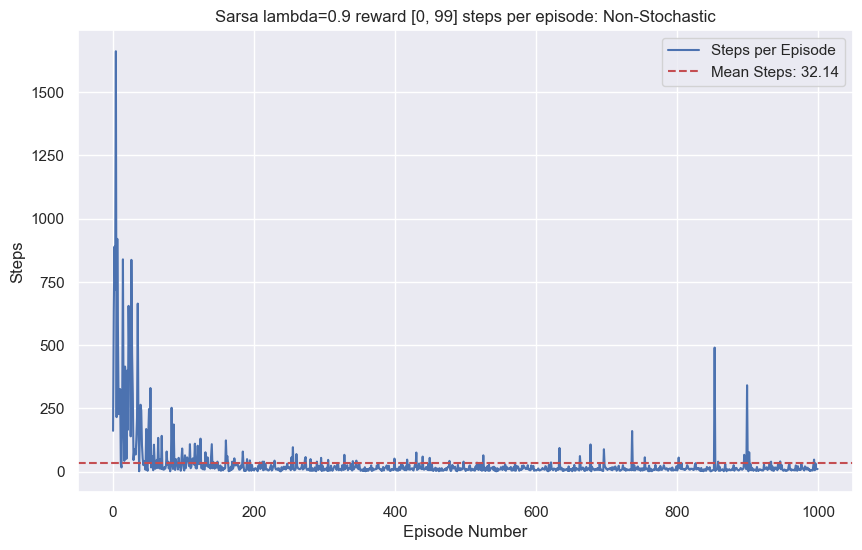 Sarsa lambda=0.9 reward [0, 99] steps per episode: Non-Stochastic
Steps per Episode
Mean Steps: 32.14
Steps
1500
1250
1000
750
500
250
0
0 200 400 600 800 1000
Episode Number